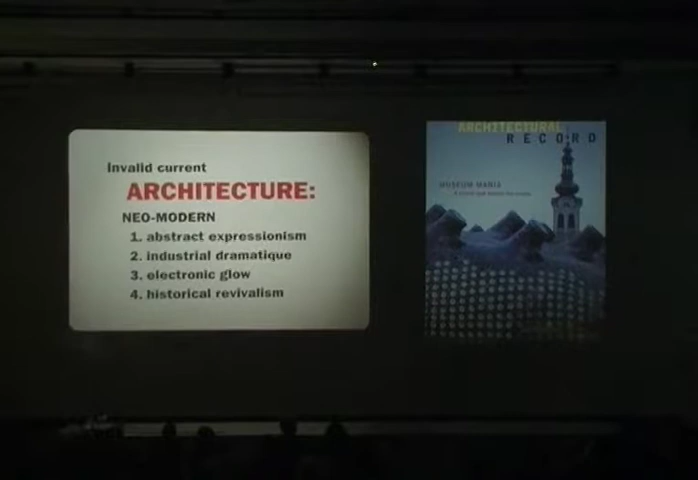 Invalid current
ARCHITECTURE:
NEO-MODERN
1. abstract expressionism
2. industrial dramatique
3. electronic glow
4. historical revivalism
ARCHITECTURAL
RECORD
MUSEUM MANIA